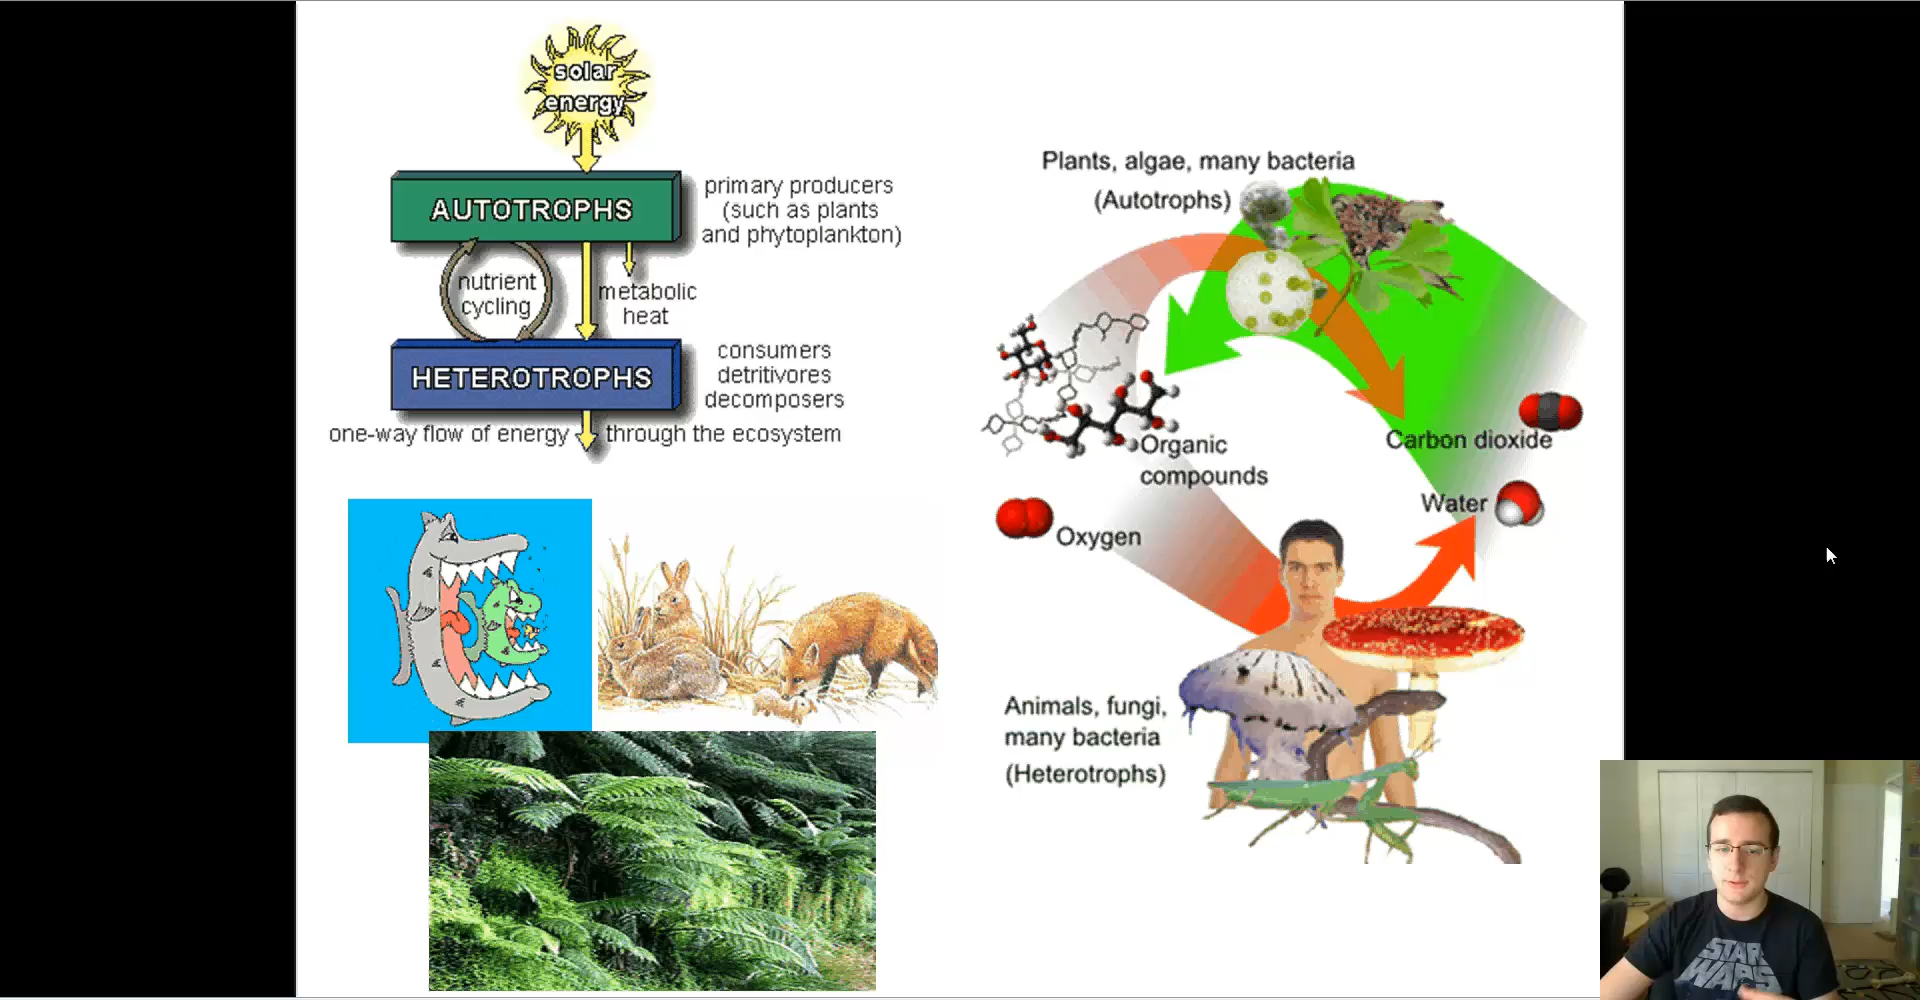 solar
energy
AUTOTROPHS
primary producers
(such as plants
and phytoplankton)
nutrient
cycling
metabolic
heat
HETEROTROPHS
consumers
detritivores
decomposers
one-way flow of energy through the ecosystem
Plants, algae, many bacteria
(Autotrophs)
Organic
compounds
Carbon dioxide
Water
Oxygen
Animals, fungi,
many bacteria
(Heterotrophs)
STAR
WARS